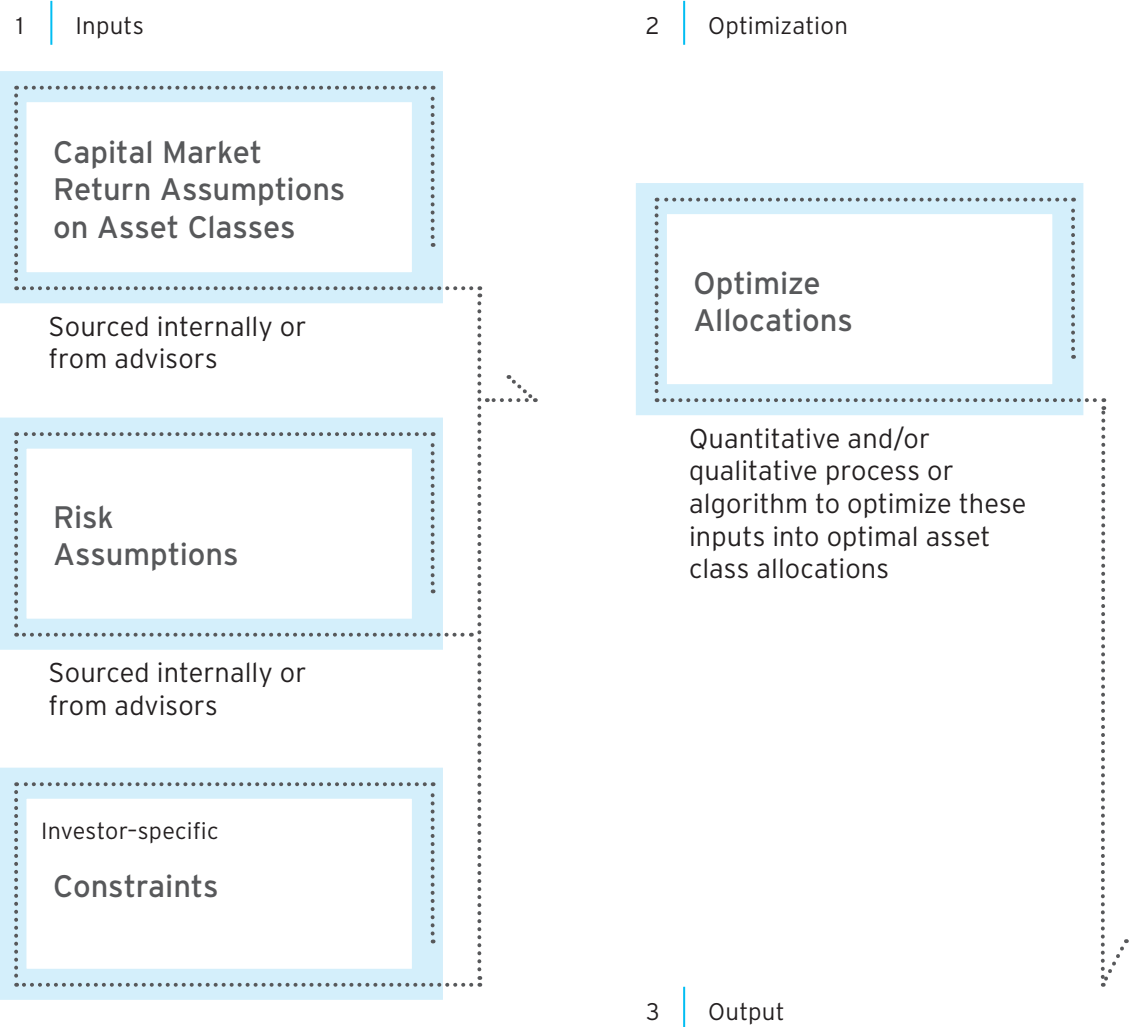 1 Inputs
Capital Market
Return Assumptions
on Asset Classes
Sourced internally or
from advisors
Risk
Assumptions
Sourced internally or
from advisors
Investor-specific
Constraints
2 Optimization
Optimize
Allocations
Quantitative and/or
qualitative process or
algorithm to optimize these
inputs into optimal asset
class allocations
3 Output